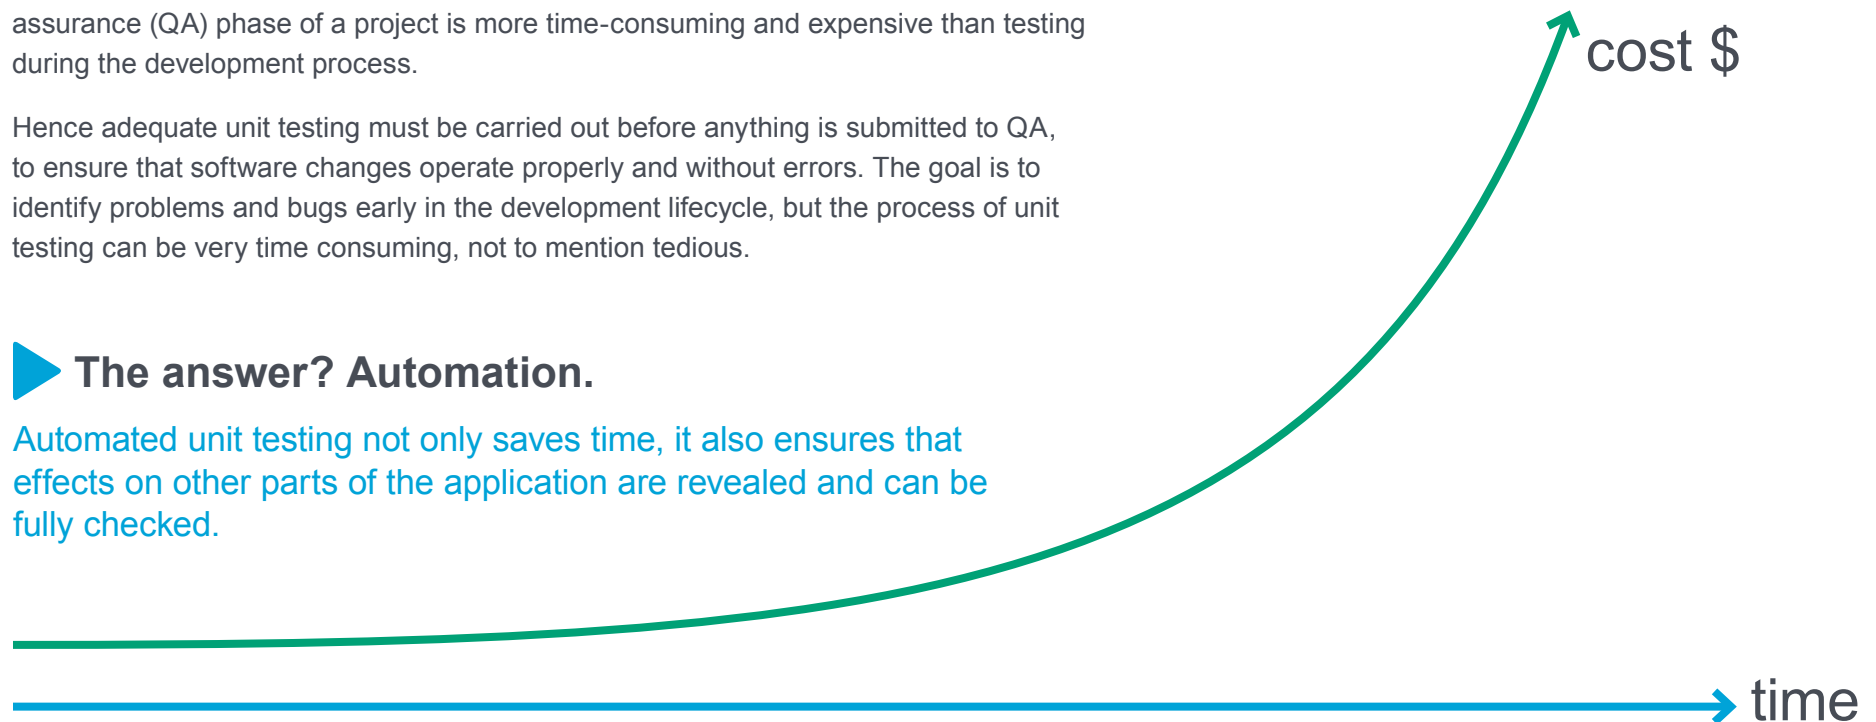 assurance (QA) phase of a project is more time-consuming and expensive than testing
during the development process.
Hence adequate unit testing must be carried out before anything is submitted to QA,
to ensure that software changes operate properly and without errors. The goal is to
identify problems and bugs early in the development lifecycle, but the process of unit
testing can be very time consuming, not to mention tedious.
The answer? Automation.
Automated unit testing not only saves time, it also ensures that
effects on other parts of the application are revealed and can be
fully checked.
cost $
time